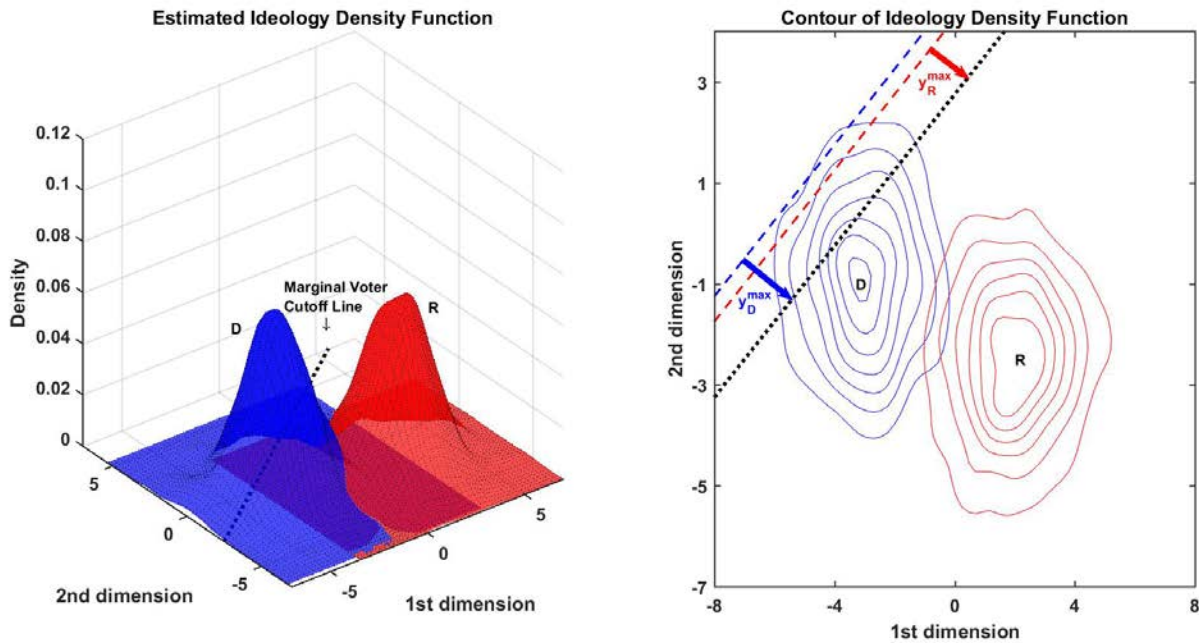 Estimated Ideology Density Function
0.12
0.1
0.08
0.06
0.04
0.02
0
Density
Marginal Voter
Cutoff Line
↓
D
R
5
0
-5
2nd dimension
-5
0
5
1st dimension
Contour of Ideology Density Function
3
1
-1
-3
-5
-7
2nd dimension
y_R^max
y_D^max
D
R
-8
-4
0
4
8
1st dimension